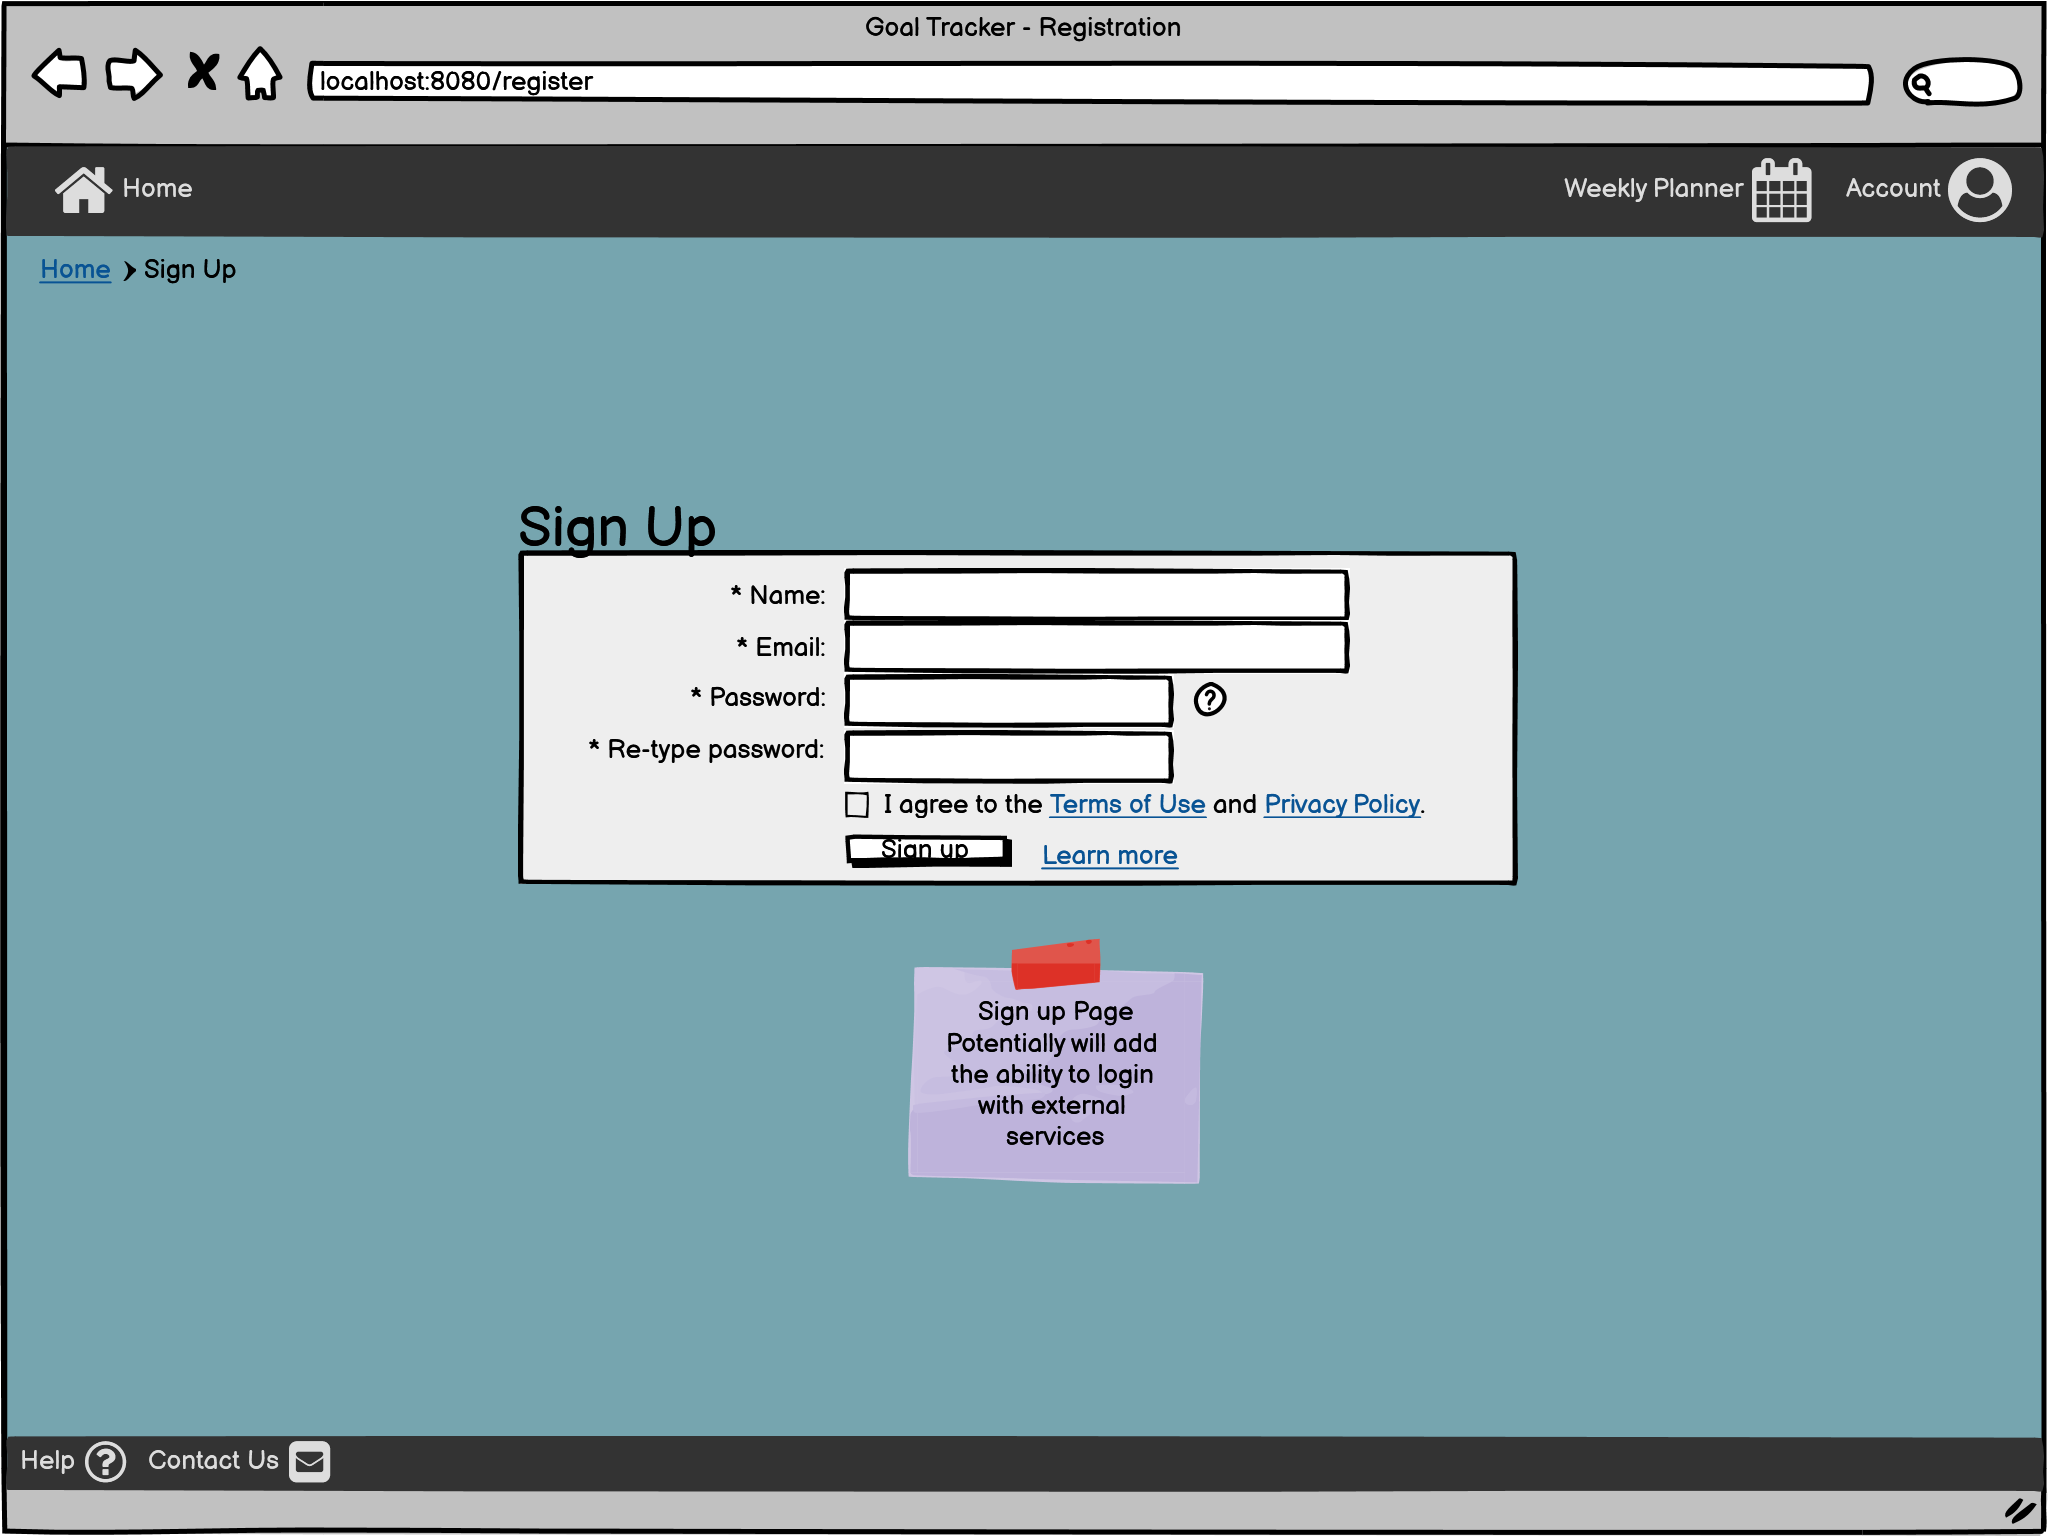 Goal Tracker - Registration
localhost:8080/register
Home
Weekly Planner
Account
Home
Sign Up
Sign Up
* Name:
* Email:
* Password:
?
* Re-type password:
I agree to the Terms of Use and Privacy Policy.
Sign up
Learn more
Sign up Page
Potentially will add
the ability to login
with external
services
Help ?
Contact Us